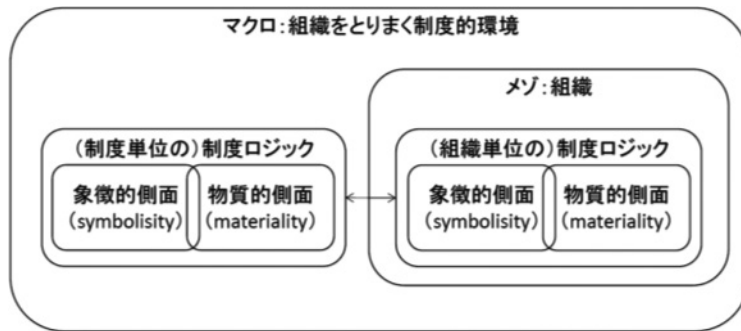 マクロ：組織をとりまく制度的環境
メゾ：組織
（制度単位の）制度ロジック
象徴的側面
（symbolisity）
物質的側面
（materiality）
（組織単位の）制度ロジック
象徴的側面
（symbolisity）
物質的側面
（materiality）